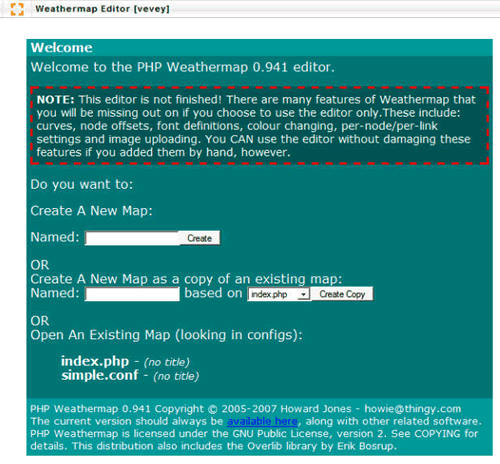 Weathermap Editor [vevey]
Welcome
Welcome to the PHP Weathermap 0.941 editor.
NOTE: This editor is not finished! There are many features of Weathermap that
you will be missing out on if you choose to use the editor only.These include:
curves, node offsets, font definitions, colour changing, per-node/per-link
settings and image uploading. You CAN use the editor without damaging these
features if you added them by hand, however.
Do you want to:
Create A New Map:
Named: Create
OR
Create A New Map as a copy of an existing map:
Named: based on index.php Create Copy
OR
Open An Existing Map (looking in configs):
index.php - (no title)
simple.conf - (no title)
PHP Weathermap 0.941 Copyright © 2005-2007 Howard Jones - howie@thingy.com
The current version should always be available here, along with other related software.
PHP Weathermap is licensed under the GNU Public License, version 2. See COPYING for
details. This distribution also includes the Overlib library by Erik Bosrup.